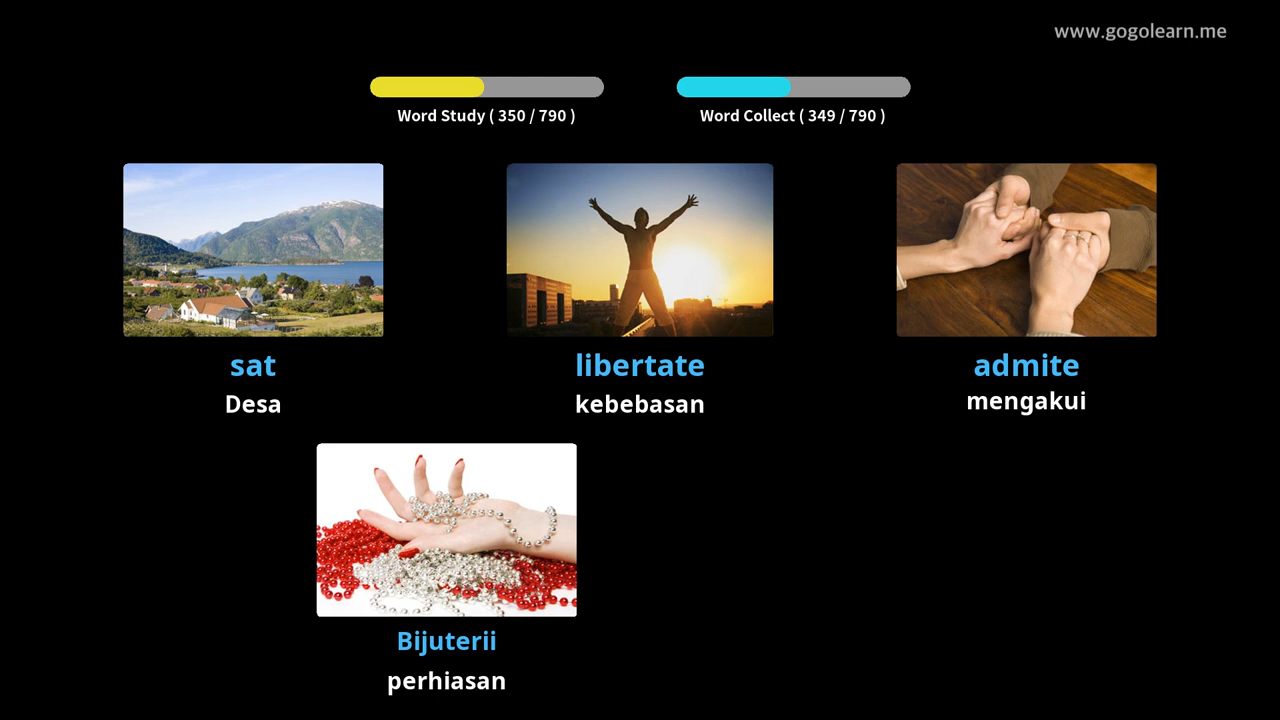 www.gogolearn.me
Word Study ( 350 / 790 )
Word Collect ( 349 / 790 )
sat
Desa
libertate
kebebasan
admite
mengakui
Bijuterii
perhiasan